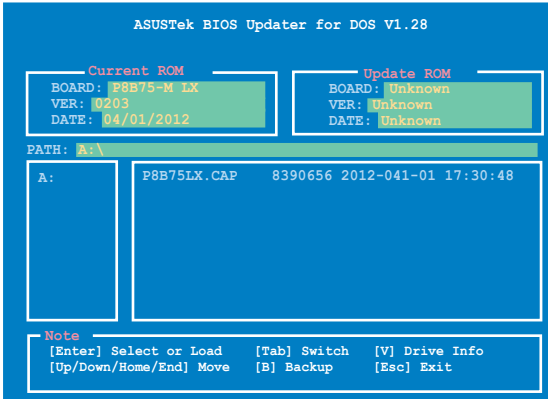 ASUSTek BIOS Updater for DOS V1.28
Current ROM
BOARD: P8B75-M LX
VER: 0203
DATE: 04/01/2012
Update ROM
BOARD: Unknown
VER: Unknown
DATE: Unknown
PATH: A:\
A:
P8B75LX.CAP 8390656 2012-041-01 17:30:48
Note
[Enter] Select or Load [Tab] Switch [V] Drive Info
[Up/Down/Home/End] Move [B] Backup [Esc] Exit